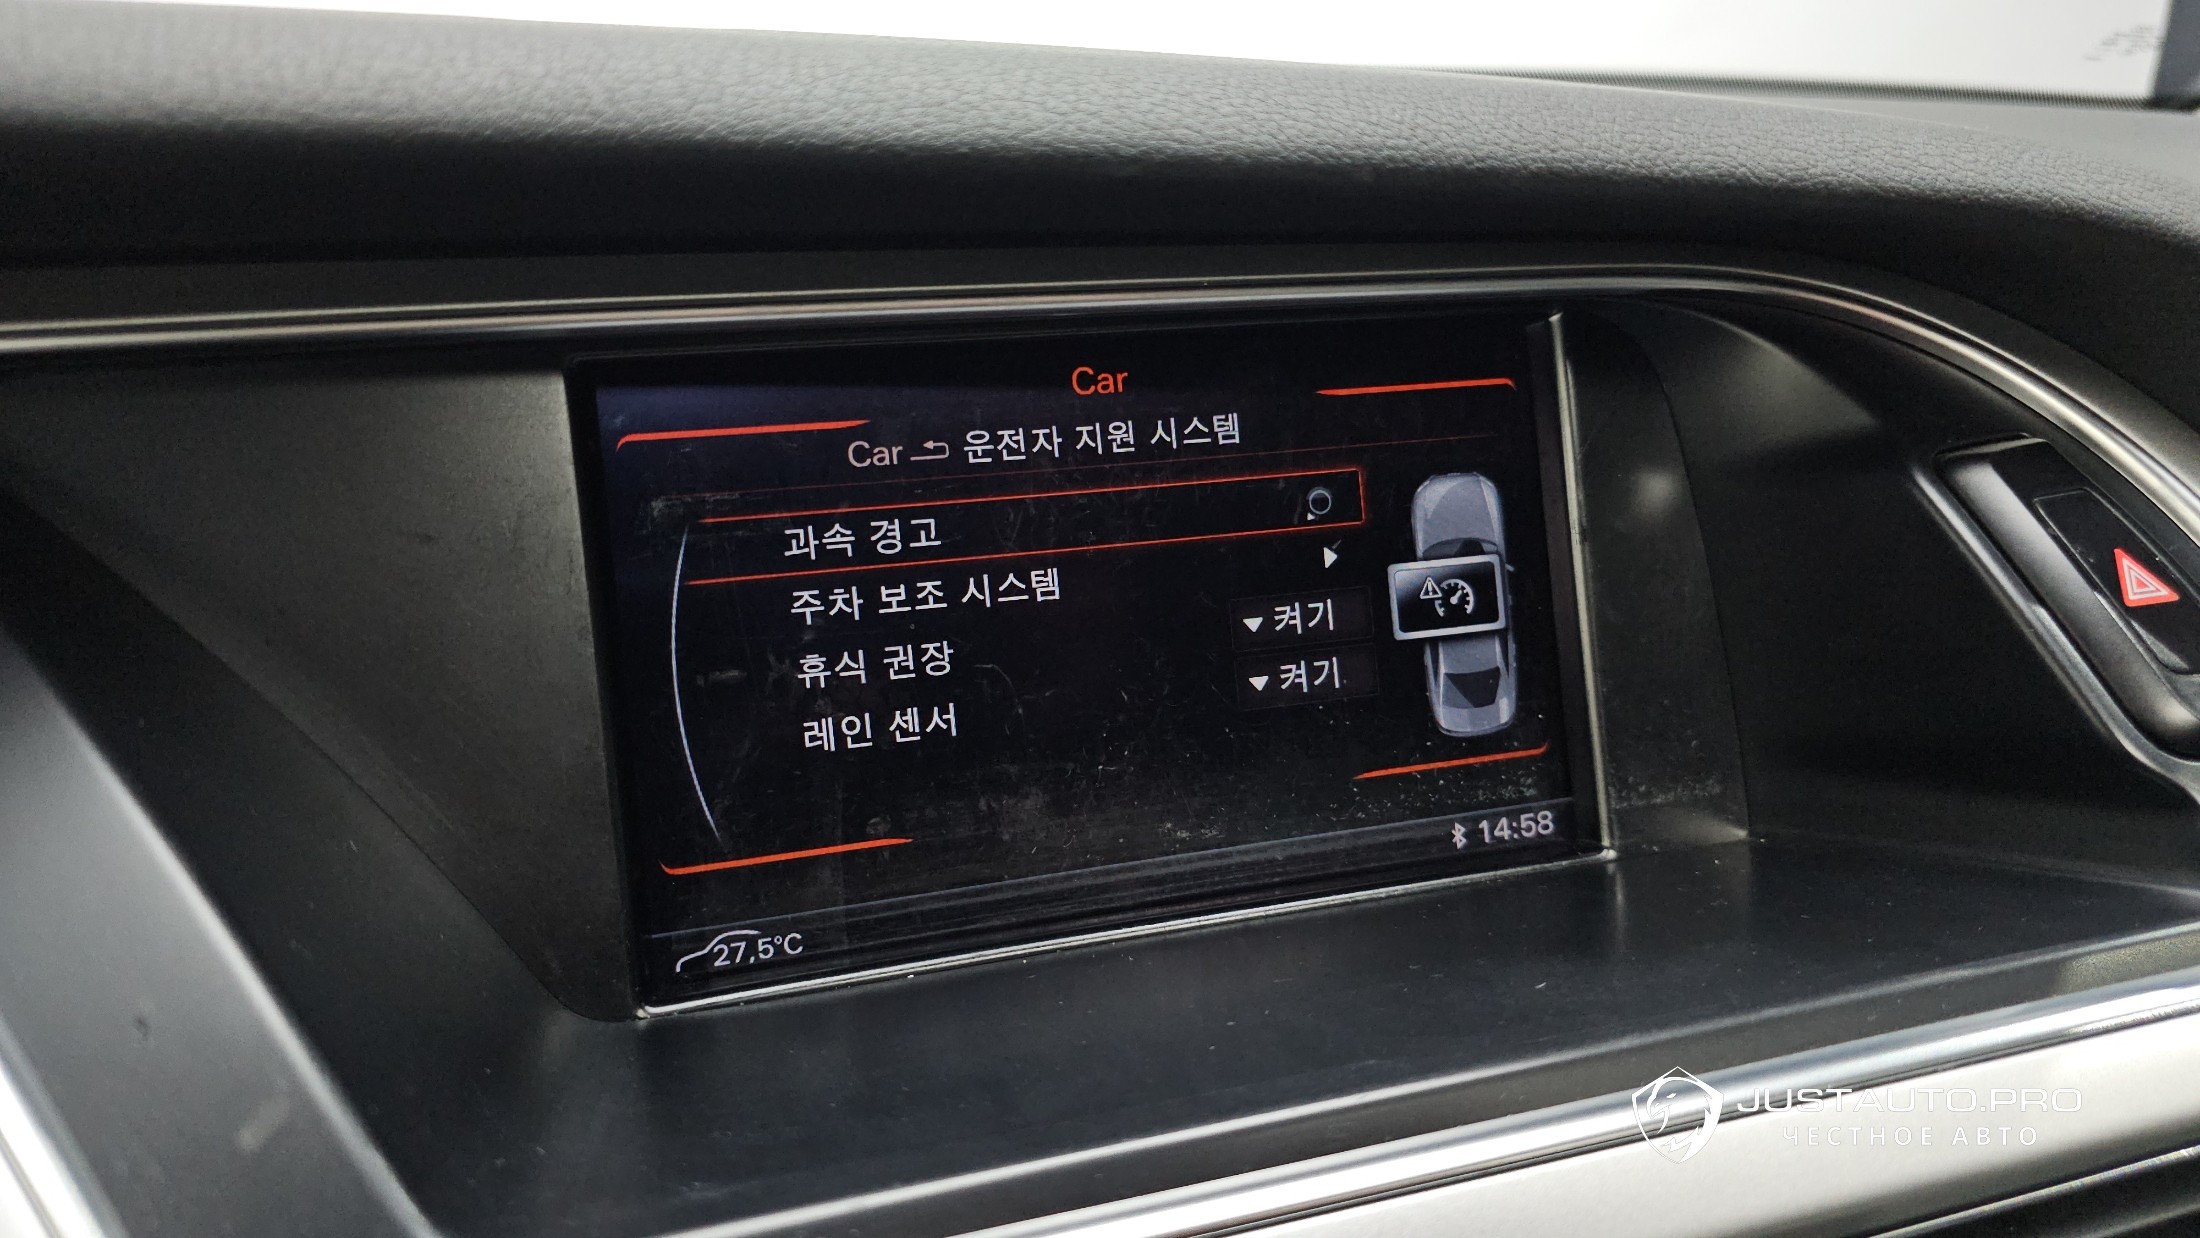 Car
Car 운전자 지원 시스템
과속 경고
주차 보조 시스템
휴식 권장 켜기
레인 센서 켜기
14:58
27,5°C
JUSTAUTO.PRO
ЧЕСТНОЕ АВТО